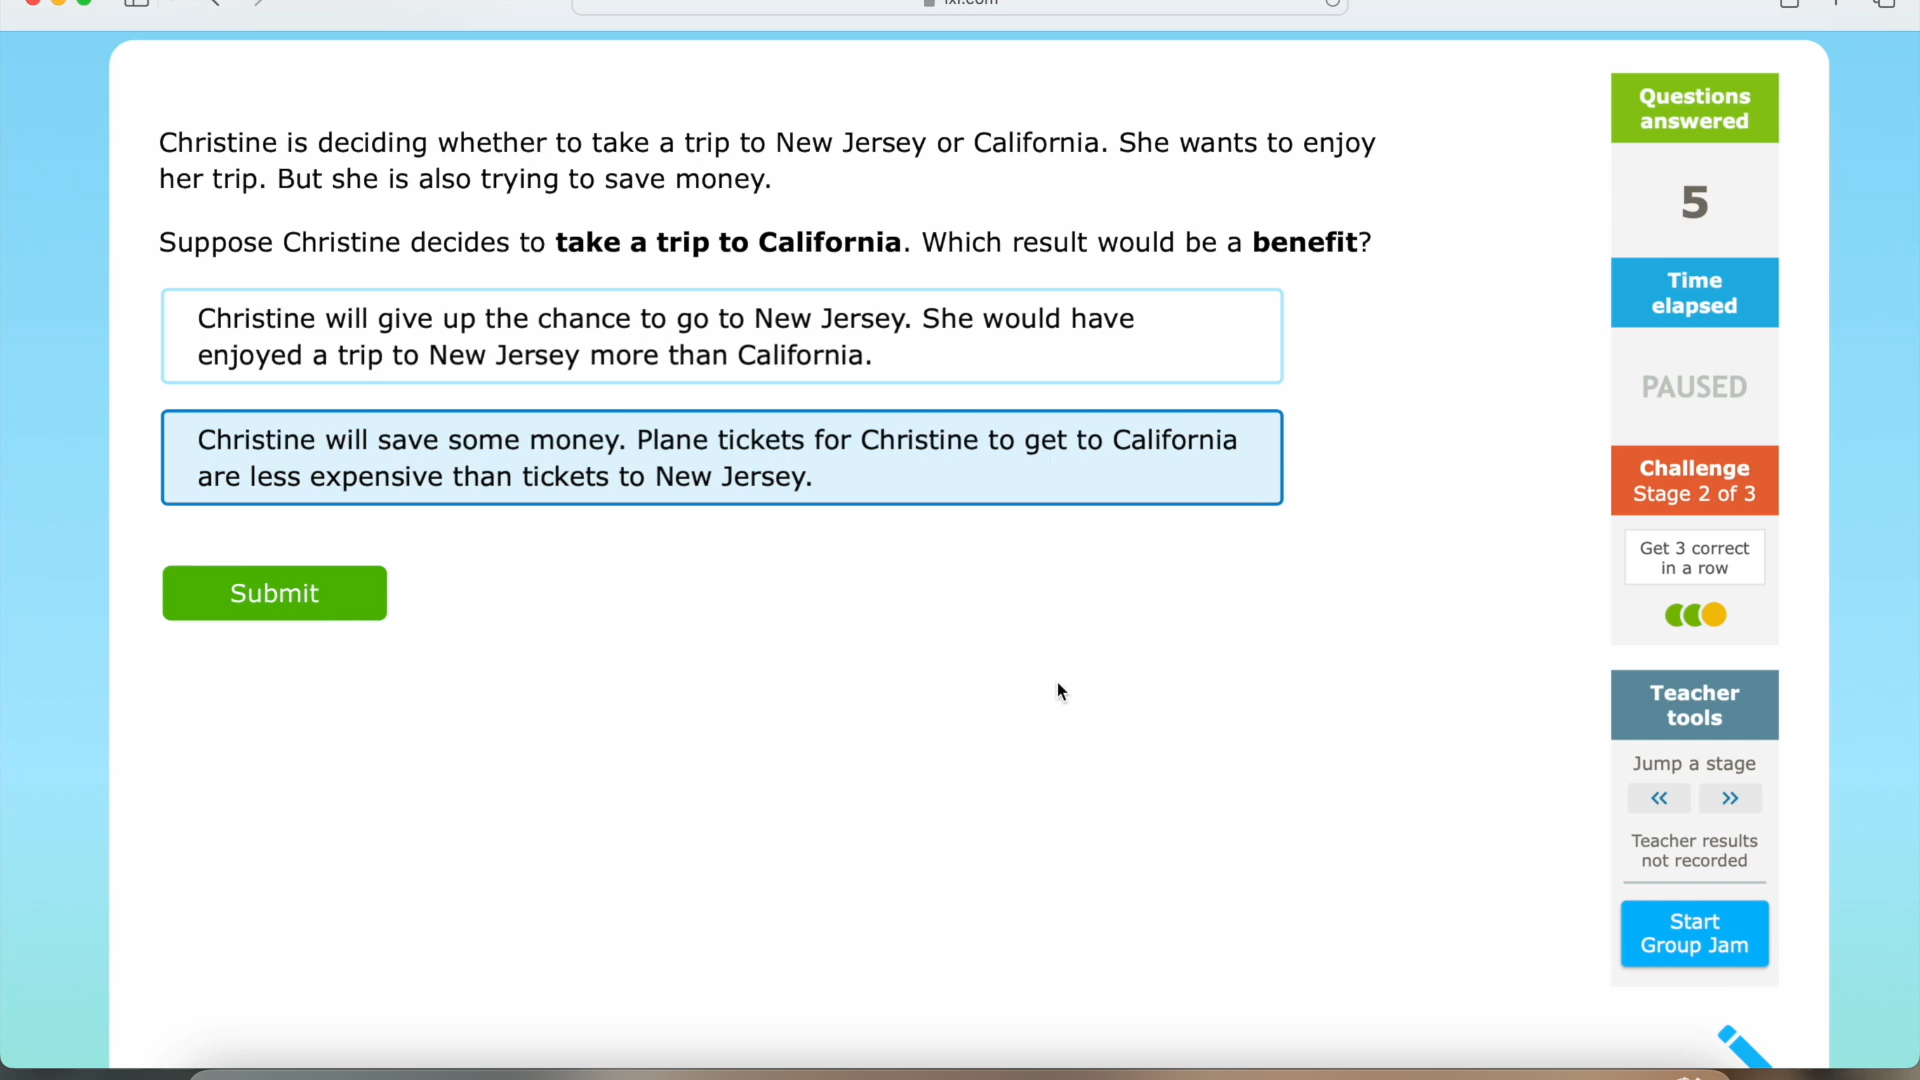 Christine is deciding whether to take a trip to New Jersey or California. She wants to enjoy
her trip. But she is also trying to save money.
Suppose Christine decides to take a trip to California. Which result would be a benefit?
Christine will give up the chance to go to New Jersey. She would have
enjoyed a trip to New Jersey more than California.
Christine will save some money. Plane tickets for Christine to get to California
are less expensive than tickets to New Jersey.
Submit
Questions
answered
5
Time
elapsed
PAUSED
Challenge
Stage 2 of 3
Get 3 correct
in a row
Teacher
tools
Jump a stage
Teacher results
not recorded
Start
Group Jam